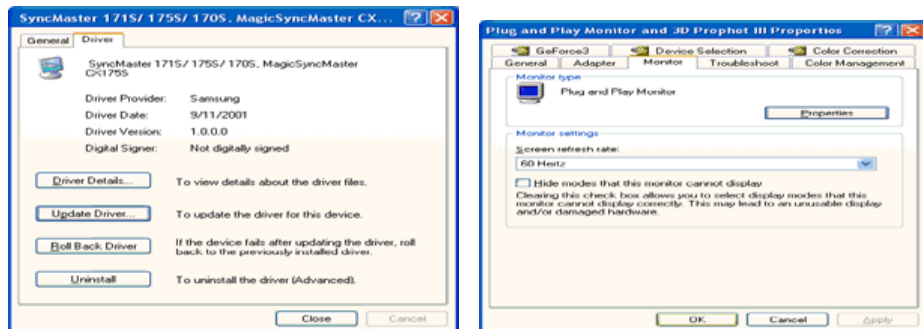 SyncMaster 171S/ 175S/ 170S, MagicSyncMaster CX...
General Driver
SyncMaster 171S/ 175S/ 170S, MagicSyncMaster
CX175S
Driver Provider: Samsung
Driver Date: 9/11/2001
Driver Version: 1.0.0.0
Digital Signer: Not digitally signed
Driver Details... To view details about the driver files.
Update Driver... To update the driver for this device.
Roll Back Driver If the device fails after updating the driver, roll
back to the previously installed driver.
Uninstall To uninstall the driver (Advanced).
Close Cancel
Plug and Play Monitor and 3D Prophet III Properties
GeForce3 Device Selection Color Correction
General Adapter Monitor Troubleshoot Color Management
Monitor type
Plug and Play Monitor
Properties
Monitor settings
Screen refresh rate:
60 Hertz
Hide modes that this monitor cannot display
Clearing this check box allows you to select display modes that this
monitor cannot display correctly. This may lead to an unusable display
and/or damaged hardware.
OK Cancel Apply